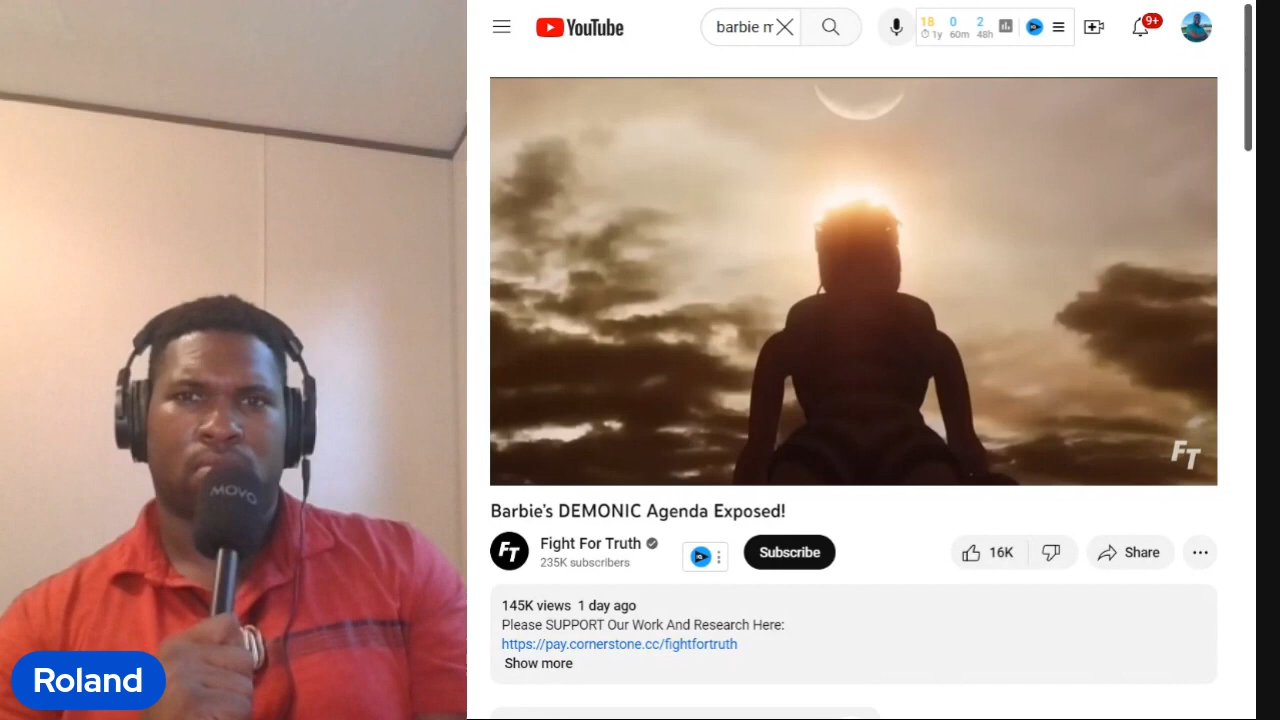 YouTube
barbie m
18 0 2
1y 60m 48h
9+
FT
MOVO
Barbie's DEMONIC Agenda Exposed!
FT
Fight For Truth
235K subscribers
Subscribe
16K
Share
145K views 1 day ago
Please SUPPORT Our Work And Research Here:
https://pay.cornerstone.cc/fightfortruth
Show more
Roland